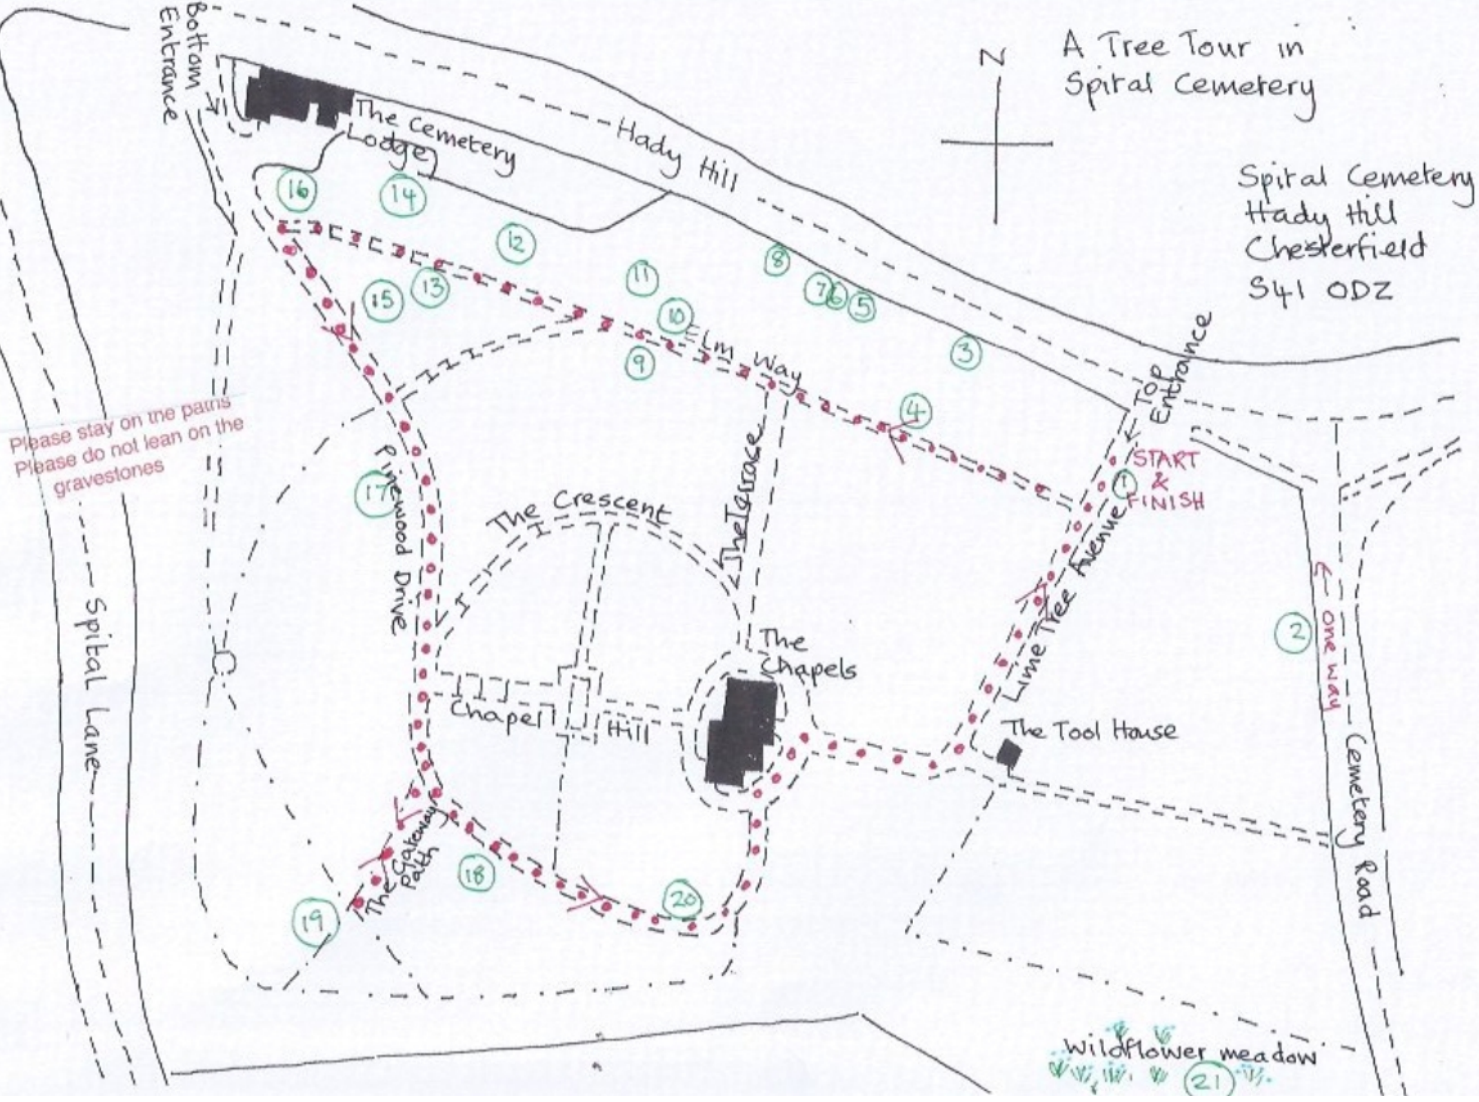 A Tree Tour in
Spital Cemetery
N
Spital Cemetery
Hady Hill
Chesterfield
S41 0DZ
Bottom
Entrance
The Cemetery
Lodge
Hady Hill
16
14
12
15
13
11
10
9
8
7
6
5
3
4
Elm Way
Top
Entrance
START
&
FINISH
1
Please stay on the paths
Please do not lean on the
gravestones
17
Pinewood Drive
The Crescent
The Terrace
Lime Tree Avenue
2
one way
Spital Lane
The
Chapels
Chapel Hill
The Tool House
Cemetery Road
The Gateway
Path
18
19
20
Wildflower meadow
21